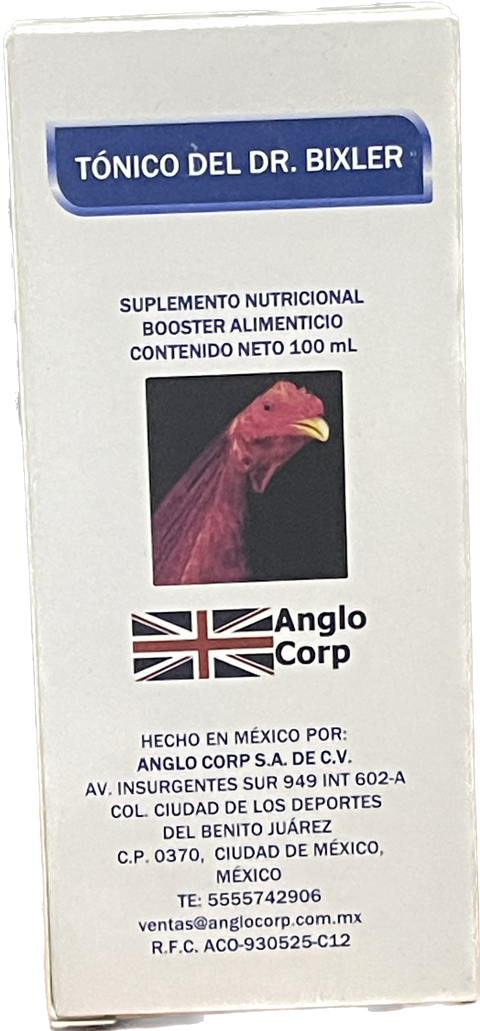 TÓNICO DEL DR. BIXLER
SUPLEMENTO NUTRICIONAL
BOOSTER ALIMENTICIO
CONTENIDO NETO 100 mL
Anglo
Corp
HECHO EN MÉXICO POR:
ANGLO CORP S.A. DE C.V.
AV. INSURGENTES SUR 949 INT 602-A
COL. CIUDAD DE LOS DEPORTES
DEL BENITO JUÁREZ
C.P. 0370, CIUDAD DE MÉXICO,
MÉXICO
TE: 5555742906
ventas@anglocorp.com.mx
R.F.C. ACO-930525-C12